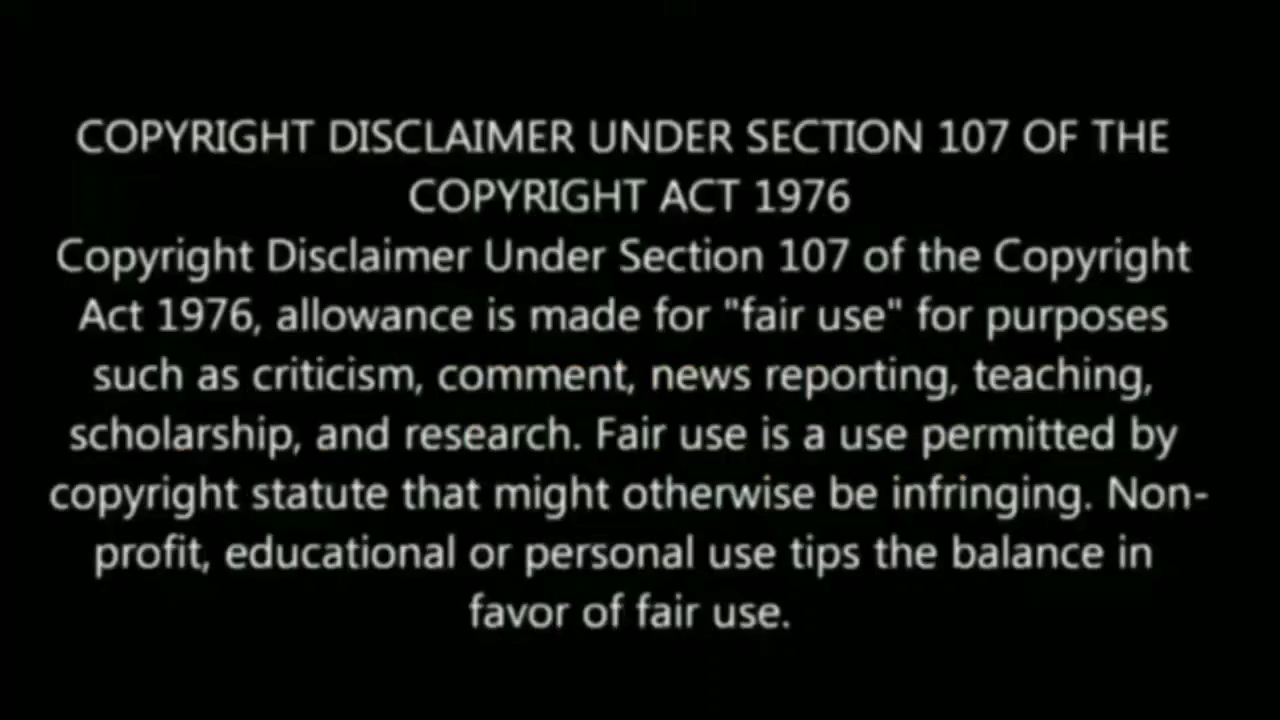 COPYRIGHT DISCLAIMER UNDER SECTION 107 OF THE
COPYRIGHT ACT 1976
Copyright Disclaimer Under Section 107 of the Copyright
Act 1976, allowance is made for "fair use" for purposes
such as criticism, comment, news reporting, teaching,
scholarship, and research. Fair use is a use permitted by
copyright statute that might otherwise be infringing. Non-
profit, educational or personal use tips the balance in
favor of fair use.